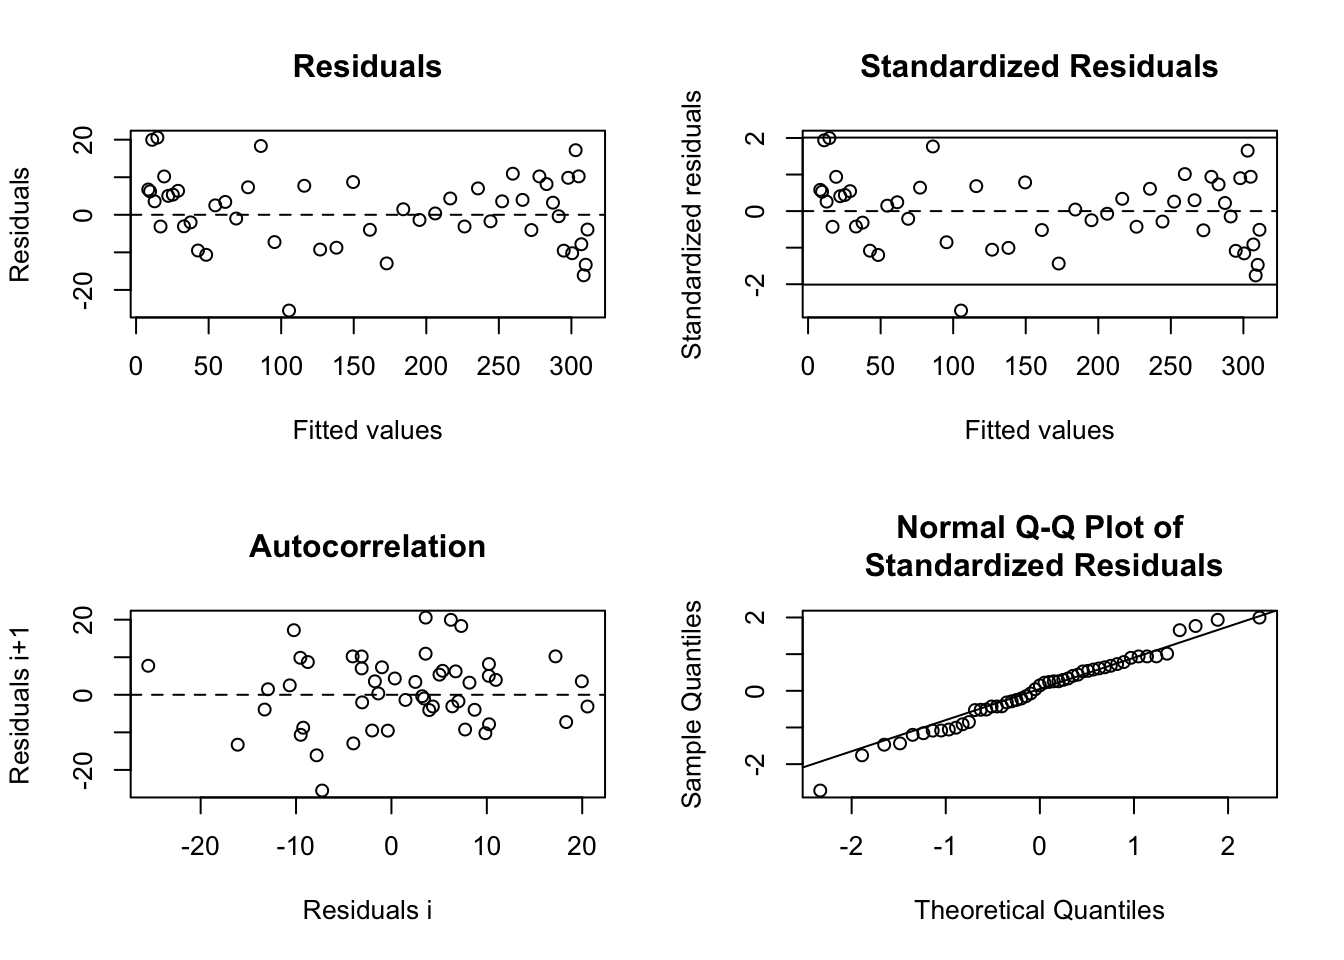 Residuals
Residuals
20
0
-20
0 50 100 150 200 250 300
Fitted values
Standardized Residuals
Standardized residuals
2
0
-2
0 50 100 150 200 250 300
Fitted values
Autocorrelation
Residuals i+1
20
0
-20
-20 -10 0 10 20
Residuals i
Normal Q-Q Plot of
Standardized Residuals
Sample Quantiles
2
0
-2
-2 -1 0 1 2
Theoretical Quantiles